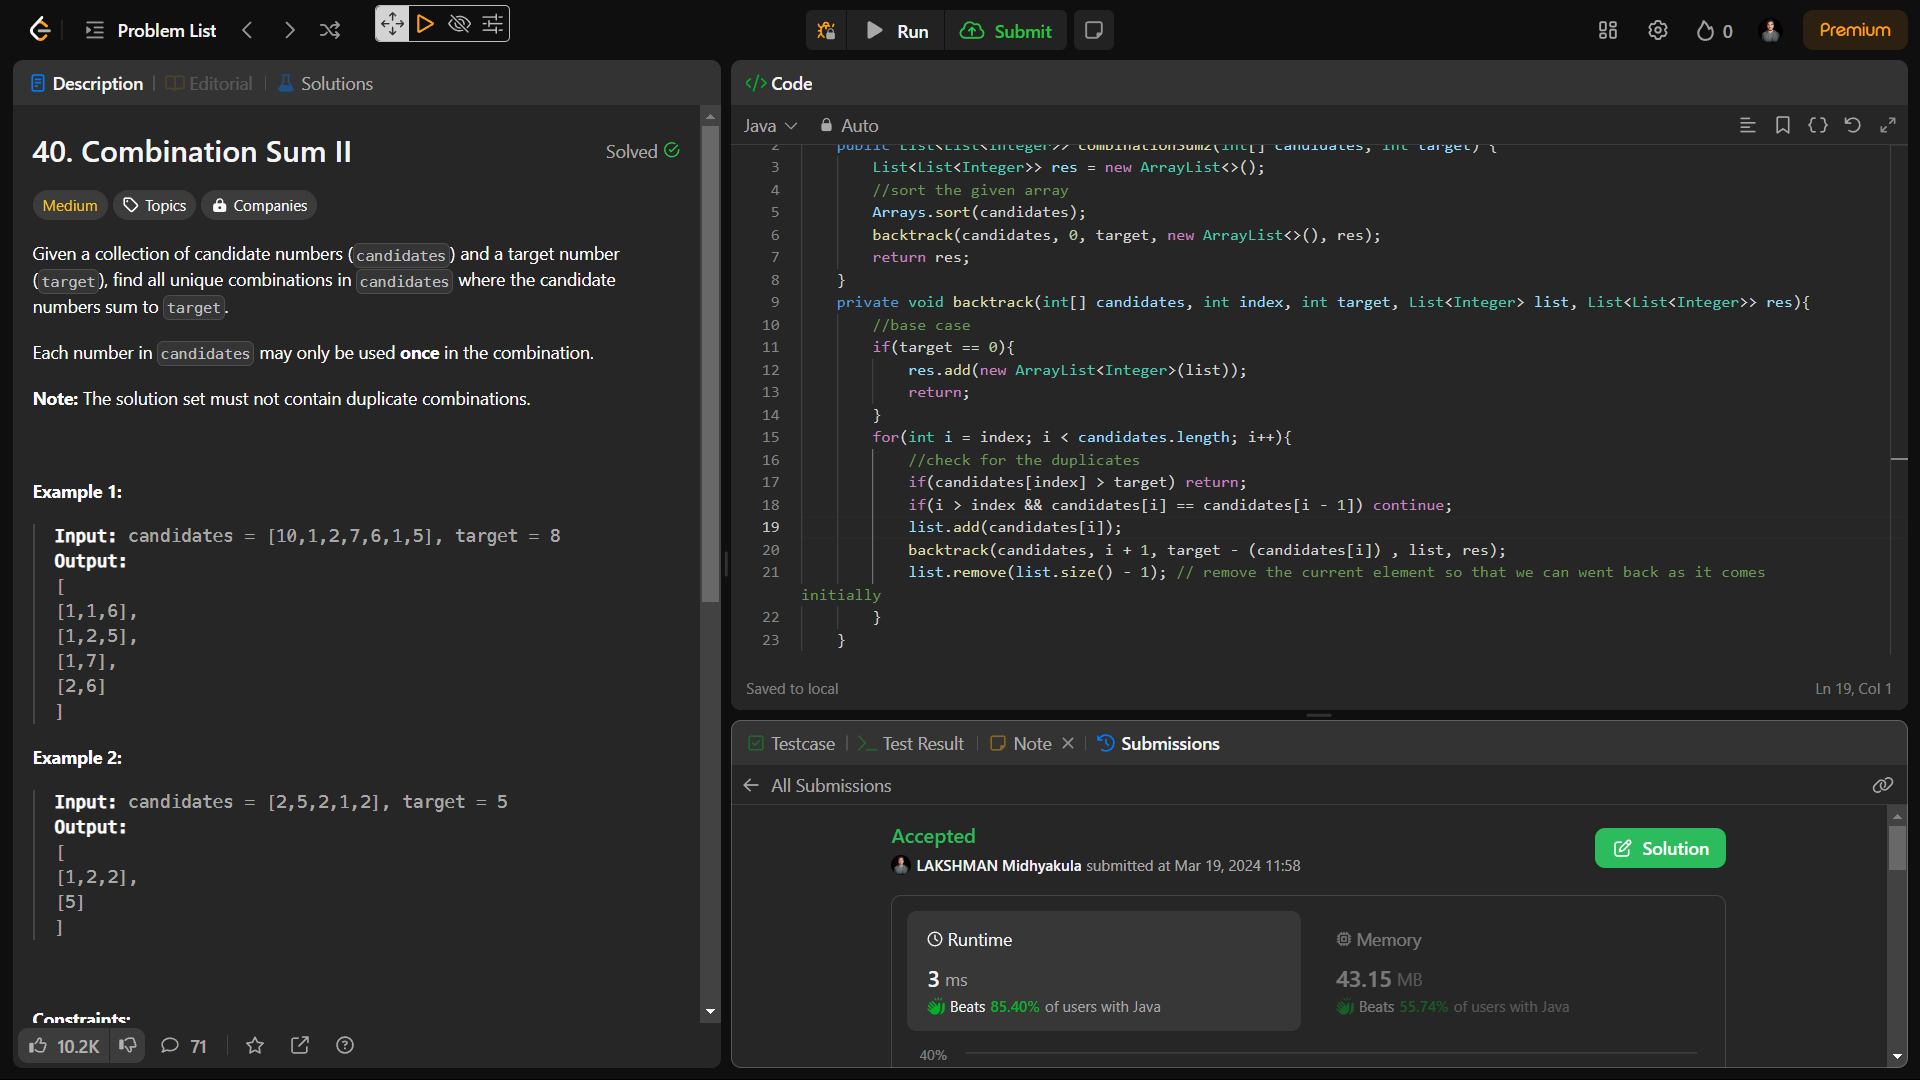 Problem List
Run
Submit
0
Premium
Description
Editorial
Solutions
40. Combination Sum II
Solved
Medium
Topics
Companies
Given a collection of candidate numbers (candidates) and a target number
(target), find all unique combinations in candidates where the candidate
numbers sum to target.
Each number in candidates may only be used once in the combination.
Note: The solution set must not contain duplicate combinations.
Example 1:
Input: candidates = [10,1,2,7,6,1,5], target = 8
Output:
[
[1,1,6],
[1,2,5],
[1,7],
[2,6]
]
Example 2:
Input: candidates = [2,5,2,1,2], target = 5
Output:
[
[1,2,2],
[5]
]
Constraints:
10.2K
71
</> Code
Java
Auto
2 public List<List<Integer>> combinationSum2(int[] candidates, int target) {
3 List<List<Integer>> res = new ArrayList<>();
4 //sort the given array
5 Arrays.sort(candidates);
6 backtrack(candidates, 0, target, new ArrayList<>(), res);
7 return res;
8 }
9 private void backtrack(int[] candidates, int index, int target, List<Integer> list, List<List<Integer>> res){
10 //base case
11 if(target == 0){
12 res.add(new ArrayList<Integer>(list));
13 return;
14 }
15 for(int i = index; i < candidates.length; i++){
16 //check for the duplicates
17 if(candidates[index] > target) return;
18 if(i > index && candidates[i] == candidates[i - 1]) continue;
19 list.add(candidates[i]);
20 backtrack(candidates, i + 1, target - (candidates[i]) , list, res);
21 list.remove(list.size() - 1); // remove the current element so that we can went back as it comes
initially
22 }
23 }
Saved to local
Ln 19, Col 1
Testcase
Test Result
Note
Submissions
All Submissions
Accepted
Solution
LAKSHMAN Midhyakula submitted at Mar 19, 2024 11:58
Runtime
3 ms
Beats 85.40% of users with Java
Memory
43.15 MB
Beats 55.74% of users with Java
40%